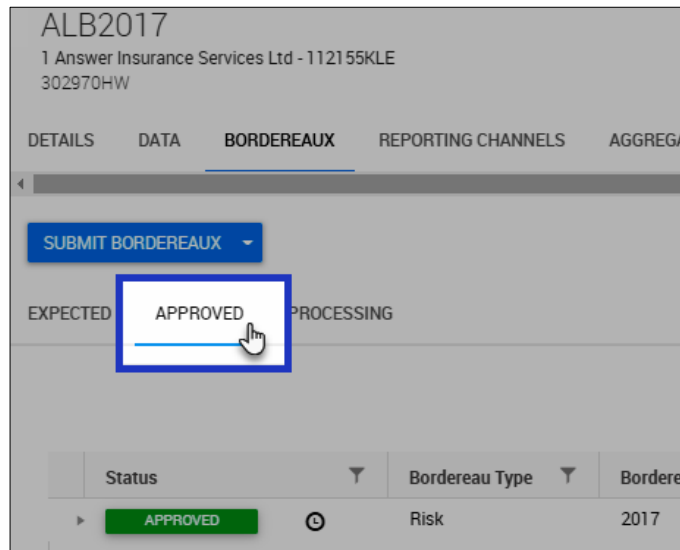 ALB2017
1 Answer Insurance Services Ltd - 112155KLE
302970HW
DETAILS DATA BORDEREAUX REPORTING CHANNELS AGGREGA
SUBMIT BORDEREAUX
EXPECTED APPROVED PROCESSING
Status Bordereau Type Bordere
APPROVED Risk 2017